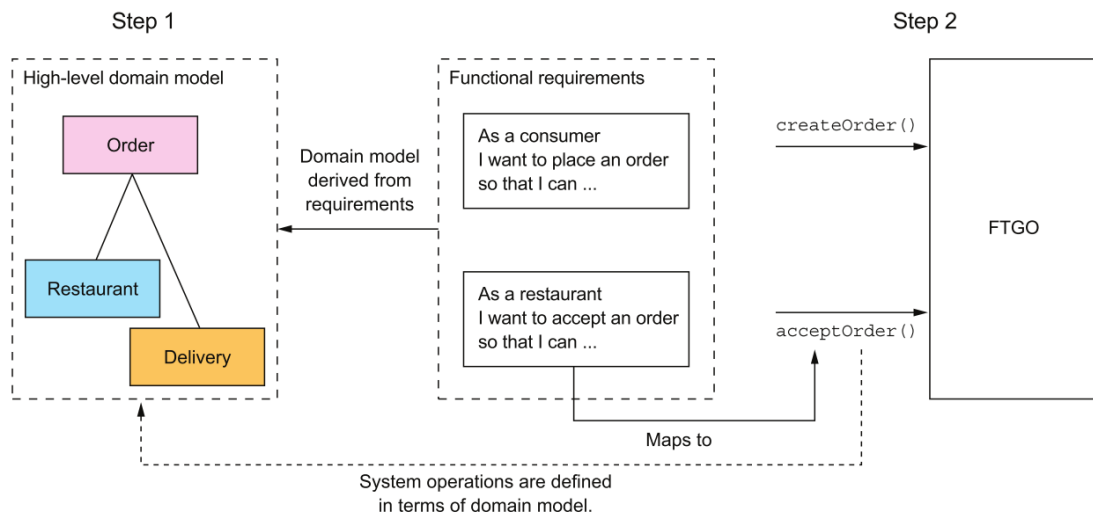 Step 1
Step 2
High-level domain model
Order
Restaurant
Delivery
Domain model
derived from
requirements
Functional requirements
As a consumer
I want to place an order
so that I can ...
As a restaurant
I want to accept an order
so that I can ...
createOrder()
acceptOrder()
FTGO
Maps to
System operations are defined
in terms of domain model.